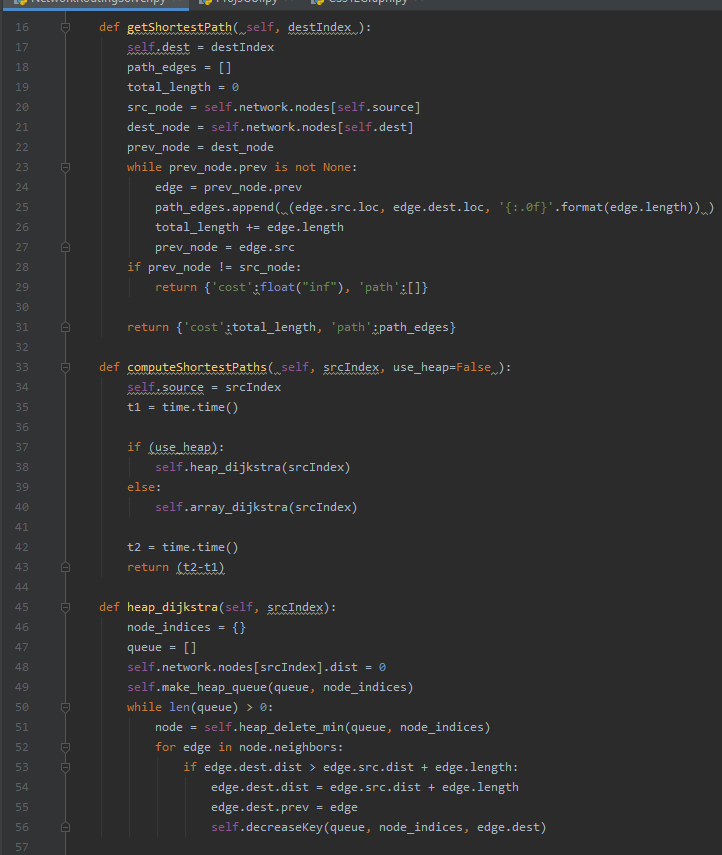 16 def getShortestPath( self, destIndex ):
17 self.dest = destIndex
18 path_edges = []
19 total_length = 0
20 src_node = self.network.nodes[self.source]
21 dest_node = self.network.nodes[self.dest]
22 prev_node = dest_node
23 while prev_node.prev is not None:
24 edge = prev_node.prev
25 path_edges.append( (edge.src.loc, edge.dest.loc, '{:.0f}'.format(edge.length)) )
26 total_length += edge.length
27 prev_node = edge.src
28 if prev_node != src_node:
29 return {'cost':float("inf"), 'path':[]}
30
31 return {'cost':total_length, 'path':path_edges}
32
33 def computeShortestPaths( self, srcIndex, use_heap=False ):
34 self.source = srcIndex
35 t1 = time.time()
36
37 if (use_heap):
38 self.heap_dijkstra(srcIndex)
39 else:
40 self.array_dijkstra(srcIndex)
41
42 t2 = time.time()
43 return (t2-t1)
44
45 def heap_dijkstra(self, srcIndex):
46 node_indices = {}
47 queue = []
48 self.network.nodes[srcIndex].dist = 0
49 self.make_heap_queue(queue, node_indices)
50 while len(queue) > 0:
51 node = self.heap_delete_min(queue, node_indices)
52 for edge in node.neighbors:
53 if edge.dest.dist > edge.src.dist + edge.length:
54 edge.dest.dist = edge.src.dist + edge.length
55 edge.dest.prev = edge
56 self.decreaseKey(queue, node_indices, edge.dest)
57